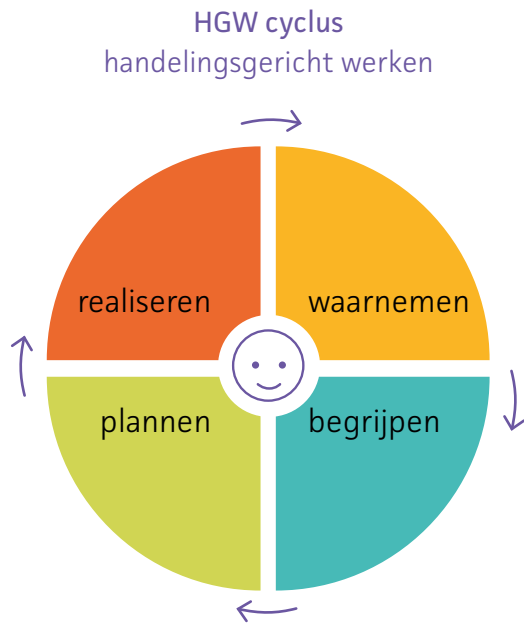 HGW cyclus
handelingsgericht werken
realiseren
waarnemen
plannen
begrijpen